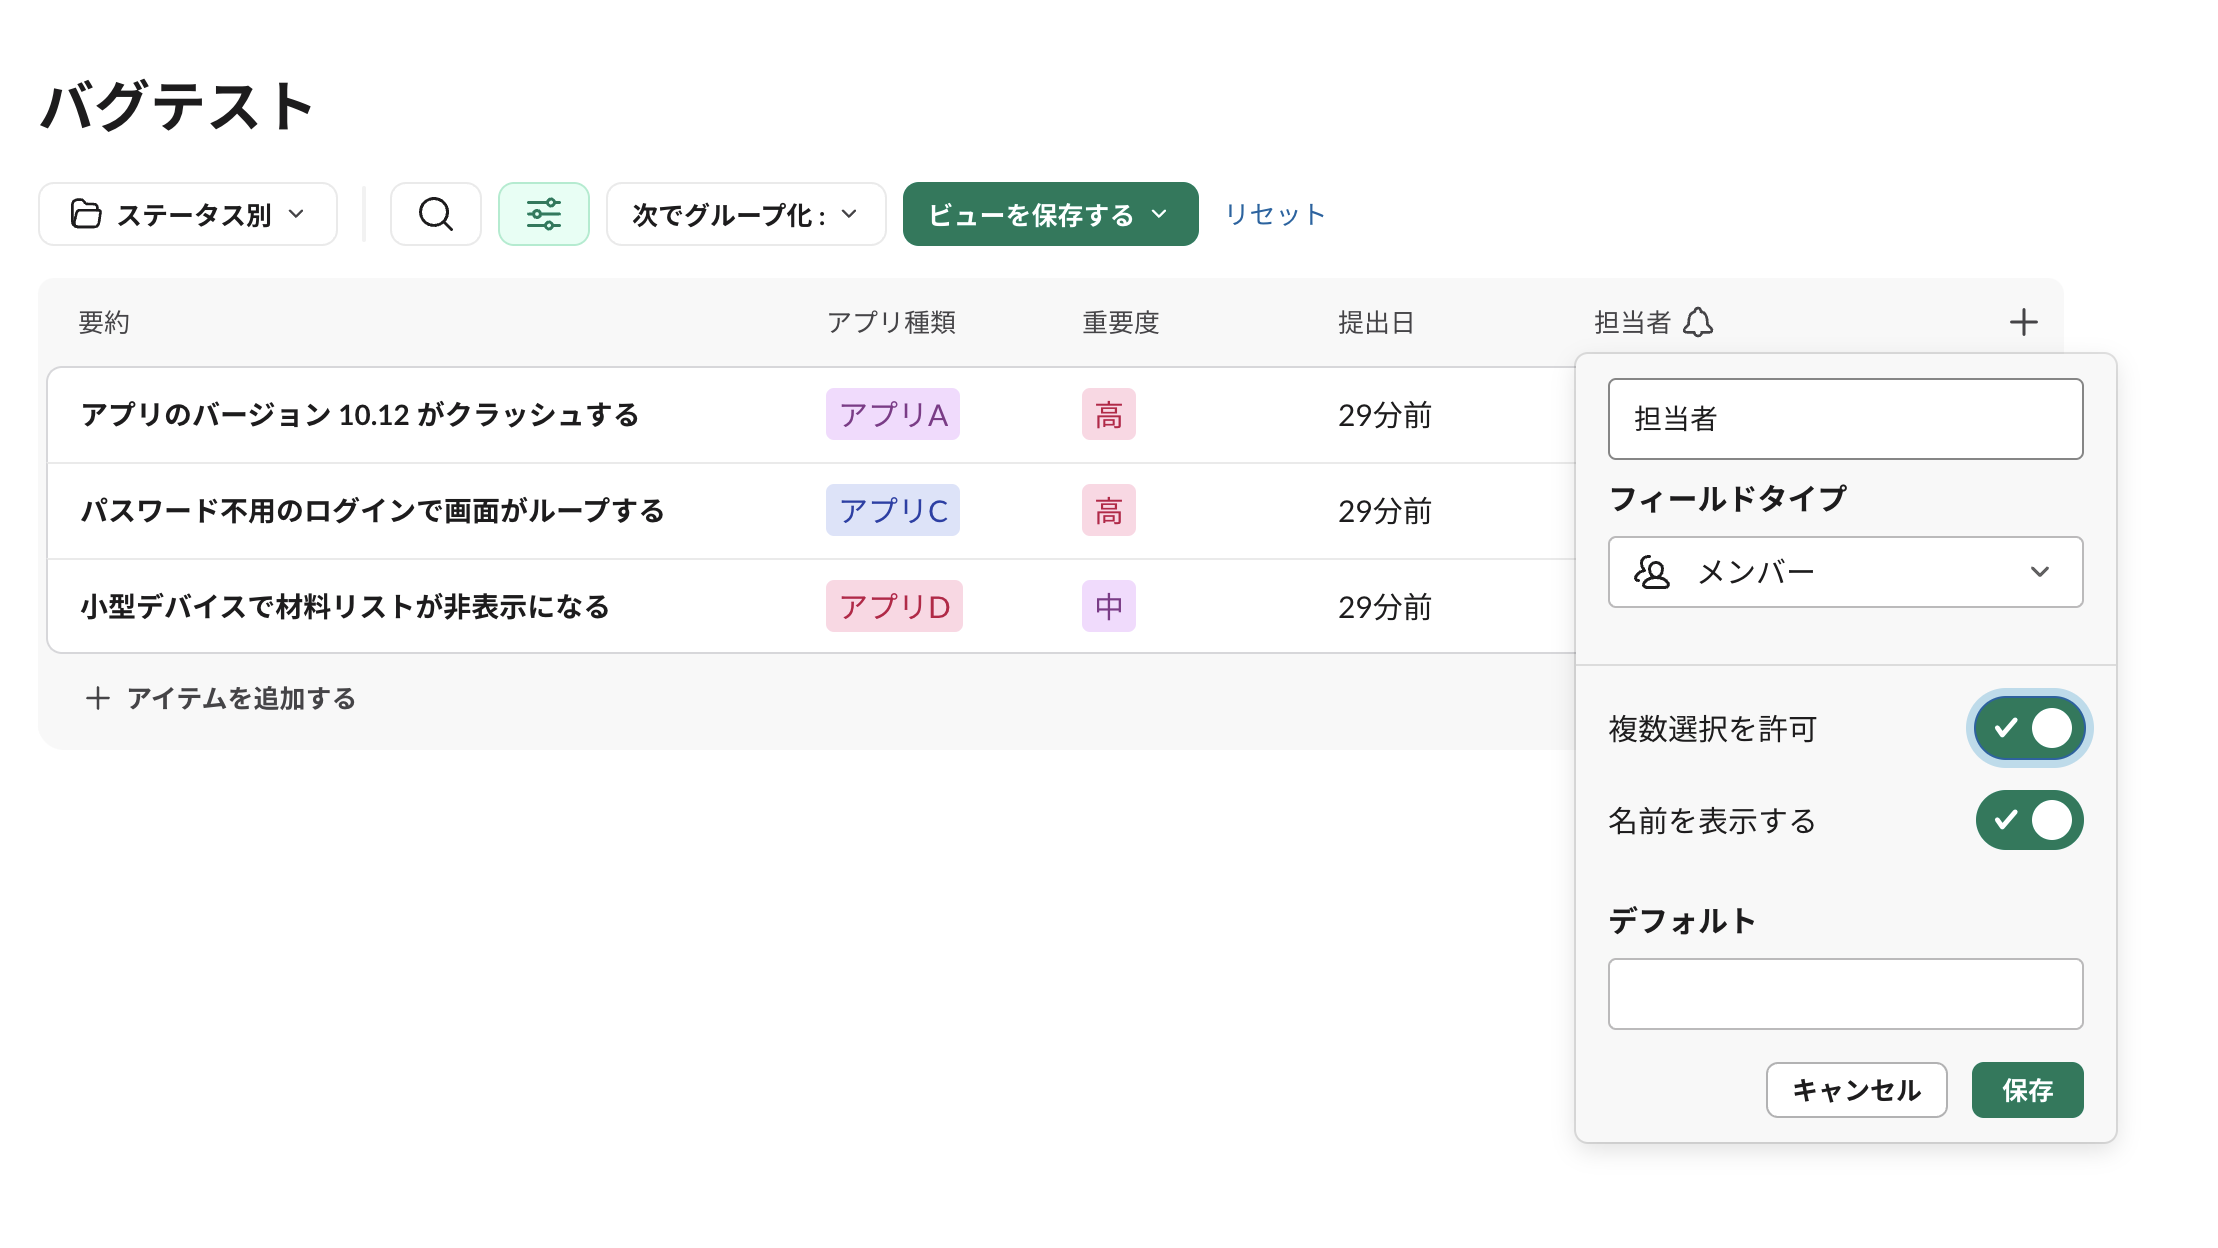 バグテスト
ステータス別
次でグループ化 :
ビューを保存する
リセット
要約 アプリ種類 重要度 提出日 担当者
アプリのバージョン 10.12 がクラッシュする アプリA 高 29分前
パスワード不用のログインで画面がループする アプリC 高 29分前
小型デバイスで材料リストが非表示になる アプリD 中 29分前
アイテムを追加する
担当者
フィールドタイプ
メンバー
複数選択を許可
名前を表示する
デフォルト
キャンセル 保存